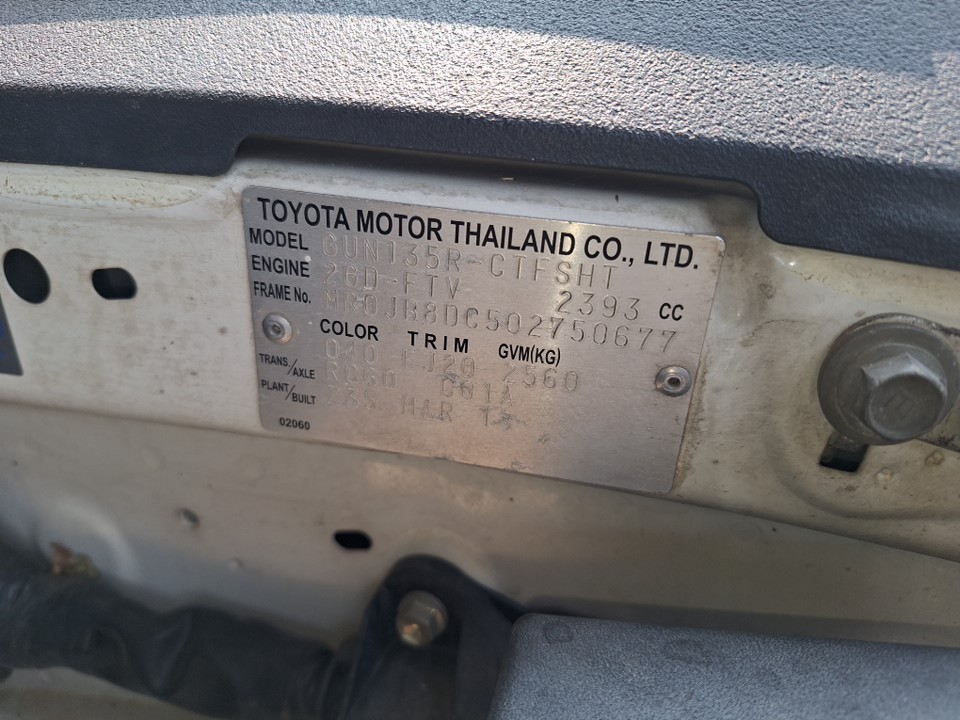 TOYOTA MOTOR THAILAND CO., LTD.
MODEL GUN135R-CTFSHT
ENGINE 2GD-FTV 2393 CC
FRAME No. MR0JB8DC502750677
COLOR TRIM GVM(KG)
040 FJ20 2560
TRANS/AXLE RC60 G01A
PLANT/BUILT MAR
02060